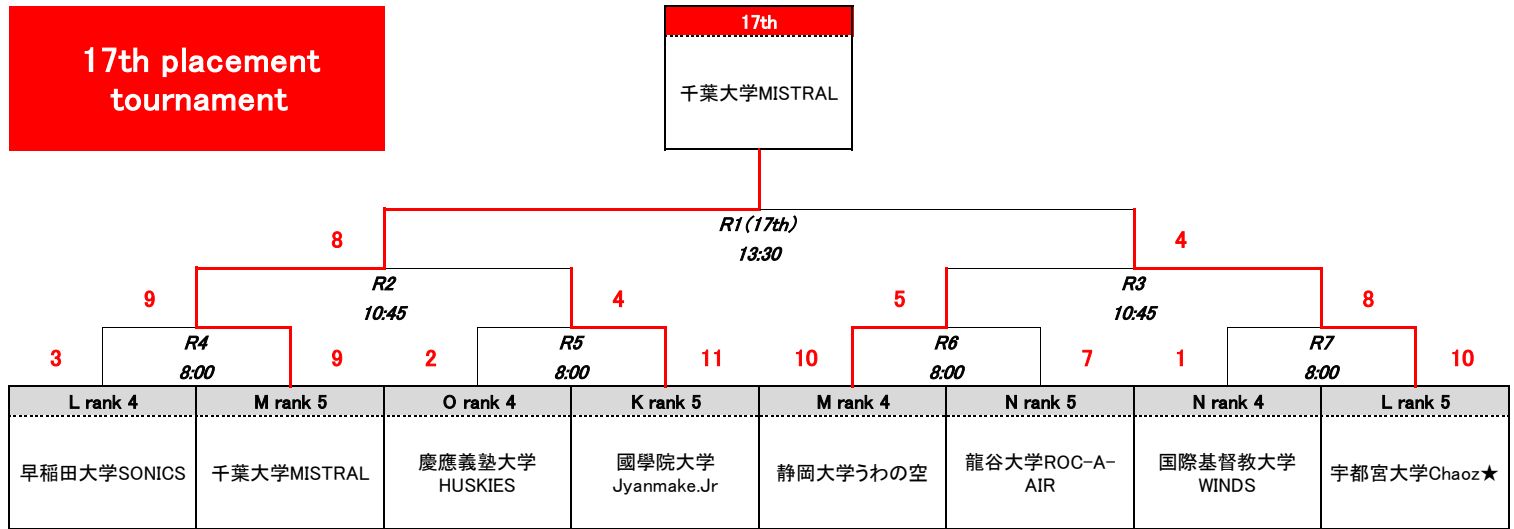 17th placement
tournament
17th
千葉大学MISTRAL
R1(17th)
13:30
8
4
R2
10:45
R3
10:45
9
4
5
8
R4
8:00
R5
8:00
R6
8:00
R7
8:00
3
9
2
11
10
7
1
10
L rank 4
M rank 5
O rank 4
K rank 5
M rank 4
N rank 5
N rank 4
L rank 5
早稲田大学SONICS
千葉大学MISTRAL
慶應義塾大学
HUSKIES
國學院大学
Jyanmake.Jr
静岡大学うわの空
龍谷大学ROC-A-
AIR
国際基督教大学
WINDS
宇都宮大学Chaoz★